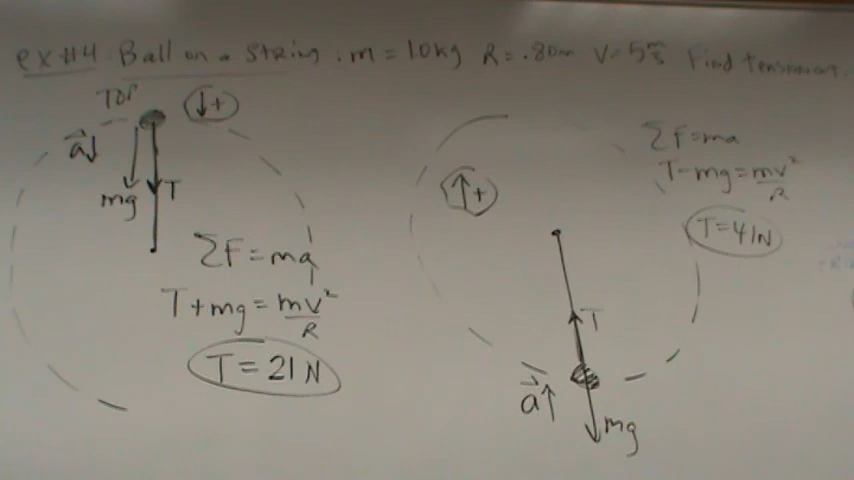 ex #4 Ball on a string. m = 1.0kg R = .80m V = 5 m/s Find tension
TOP
↓+
a↓
mg
T
ΣF = ma
T + mg = mv²/R
T = 21 N
↑+
ΣF = ma
T - mg = mv²/R
T = 41N
T
a↑
mg